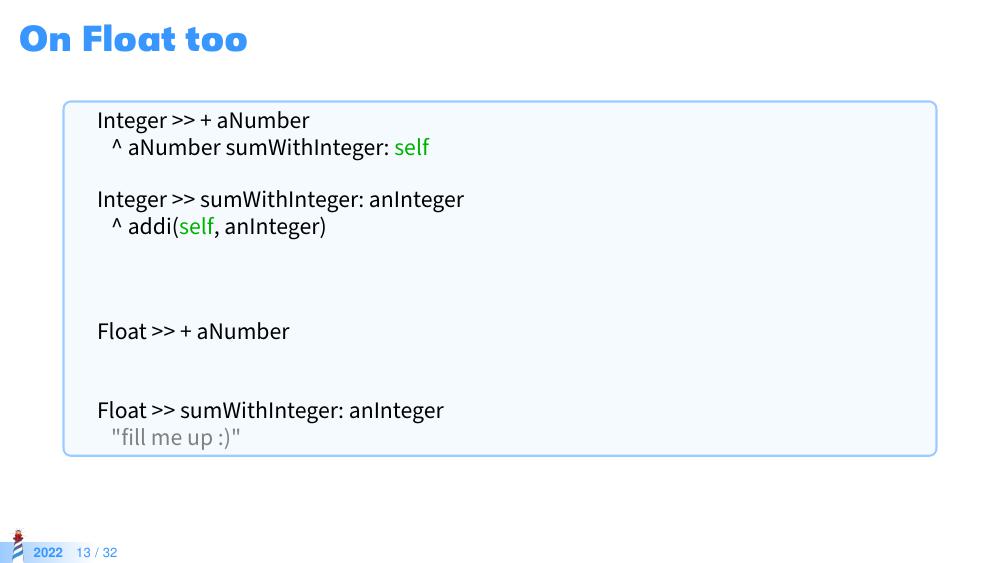 On Float too
Integer >> + aNumber
^ aNumber sumWithInteger: self
Integer >> sumWithInteger: anInteger
^ addi(self, anInteger)
Float >> + aNumber
Float >> sumWithInteger: anInteger
"fill me up :)"
2022 13 / 32